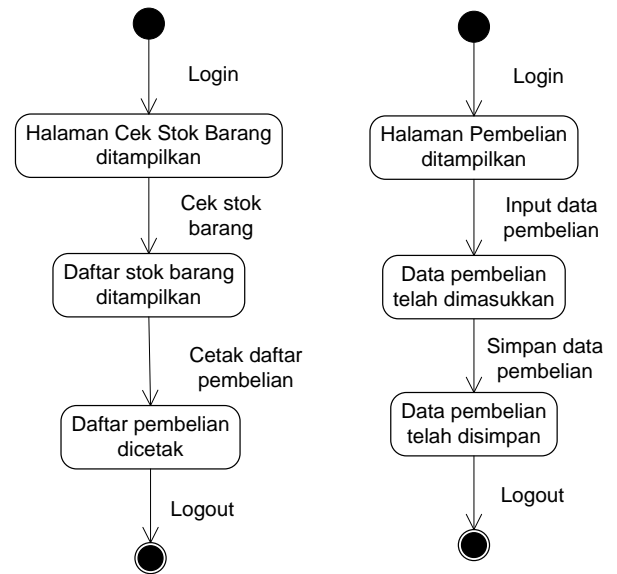 Login
Halaman Cek Stok Barang
ditampilkan
Cek stok
barang
Daftar stok barang
ditampilkan
Cetak daftar
pembelian
Daftar pembelian
dicetak
Logout
Login
Halaman Pembelian
ditampilkan
Input data
pembelian
Data pembelian
telah dimasukkan
Simpan data
pembelian
Data pembelian
telah disimpan
Logout